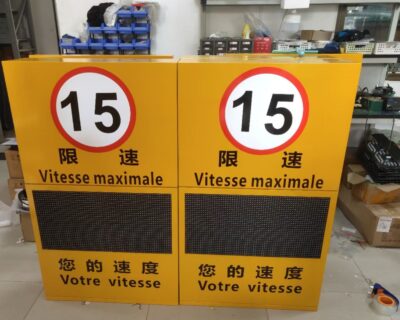 15
限 速
Vitesse maximale
您的速度
Votre vitesse
15
限 速
Vitesse maximale
您的速度
Votre vitesse